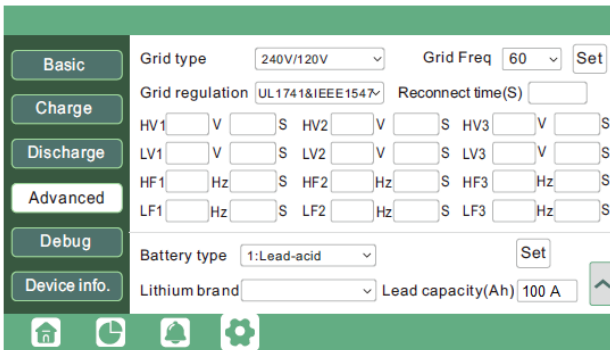 Basic
Charge
Discharge
Advanced
Debug
Device info.
Grid type 240V/120V Grid Freq 60 Set
Grid regulation UL1741&IEEE1547 Reconnect time(S)
HV1 V S HV2 V S HV3 V S
LV1 V S LV2 V S LV3 V S
HF1 Hz S HF2 Hz S HF3 Hz S
LF1 Hz S LF2 Hz S LF3 Hz S
Battery type 1:Lead-acid Set
Lithium brand Lead capacity(Ah) 100 A